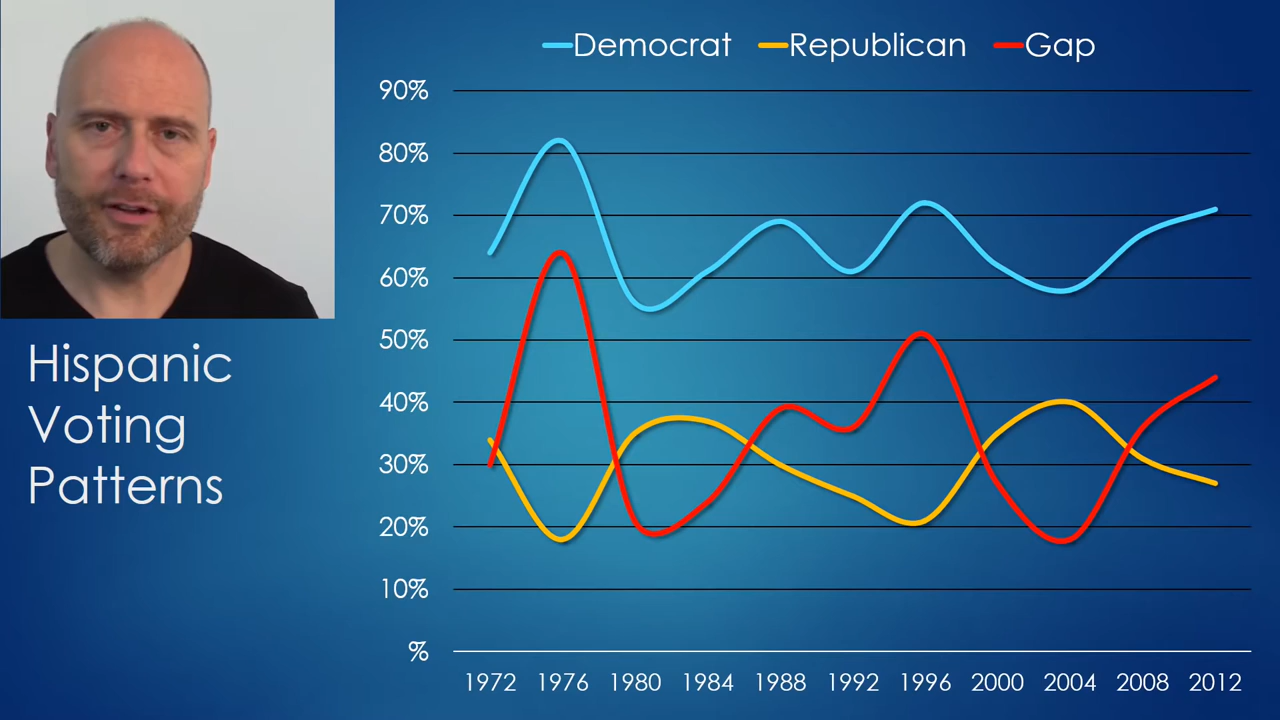 Democrat Republican Gap
90%
80%
70%
60%
50%
40%
30%
20%
10%
%
1972 1976 1980 1984 1988 1992 1996 2000 2004 2008 2012
Hispanic
Voting
Patterns